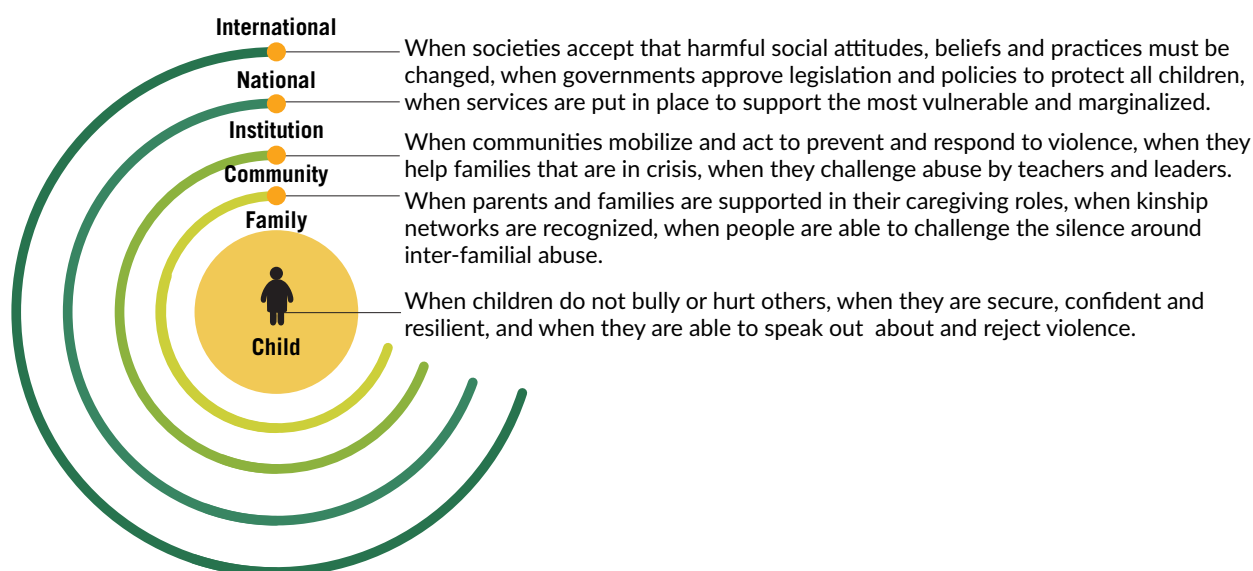 International
When societies accept that harmful social attitudes, beliefs and practices must be
changed, when governments approve legislation and policies to protect all children,
when services are put in place to support the most vulnerable and marginalized.
National
Institution
When communities mobilize and act to prevent and respond to violence, when they
help families that are in crisis, when they challenge abuse by teachers and leaders.
Community
When parents and families are supported in their caregiving roles, when kinship
networks are recognized, when people are able to challenge the silence around
inter-familial abuse.
Family
When children do not bully or hurt others, when they are secure, confident and
resilient, and when they are able to speak out  about and reject violence.
Child